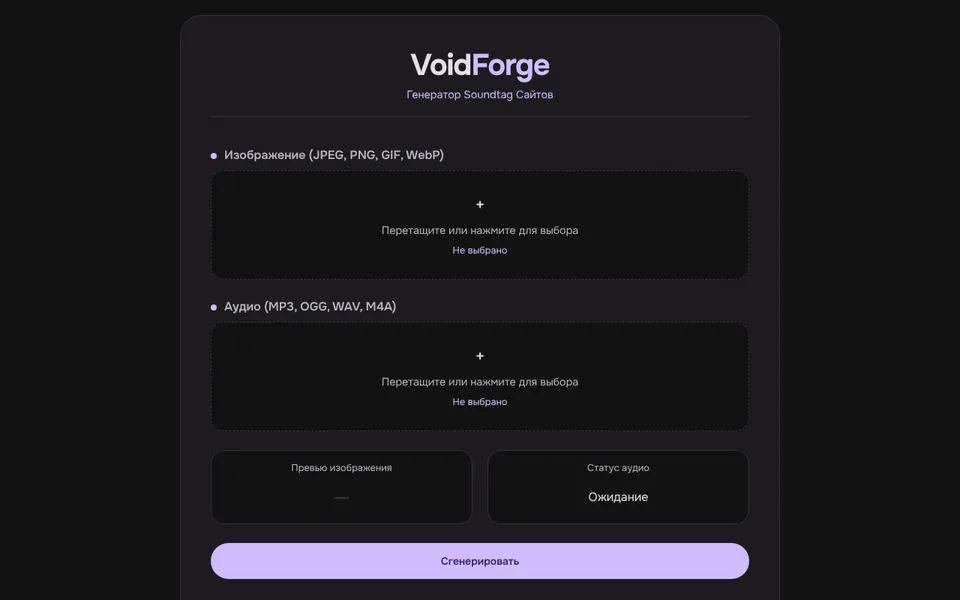 VoidForge
Генератор Soundtag Сайтов
Изображение (JPEG, PNG, GIF, WebP)
+
Перетащите или нажмите для выбора
Не выбрано
Аудио (MP3, OGG, WAV, M4A)
+
Перетащите или нажмите для выбора
Не выбрано
Превью изображения
—
Статус аудио
Ожидание
Сгенерировать